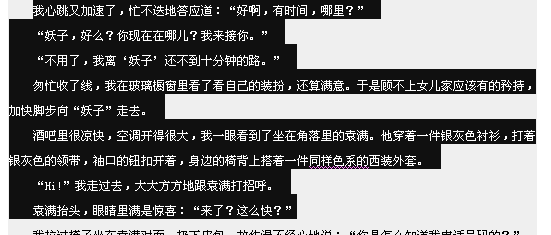 我心跳又加速了，忙不迭地答应道：“好啊，有时间，哪里？”
“妖子，好么？你现在在哪儿？我来接你。”
“不用了，我离‘妖子’还不到十分钟的路。”
匆忙收了线，我在玻璃橱窗里看了看自己的装扮，还算满意。于是顾不上女儿家应该有的矜持，
加快脚步向“妖子”走去。
酒吧里很凉快，空调开得很大，我一眼看到了坐在角落里的袁满。他穿着一件银灰色衬衫，打着
银灰色的领带，袖口的钮扣开着，身边的椅背上搭着一件同样色系的西装外套。
“Hi!”我走过去，大大方方地跟袁满打招呼。
袁满抬头，眼睛里满是惊喜：“来了？这么快？”